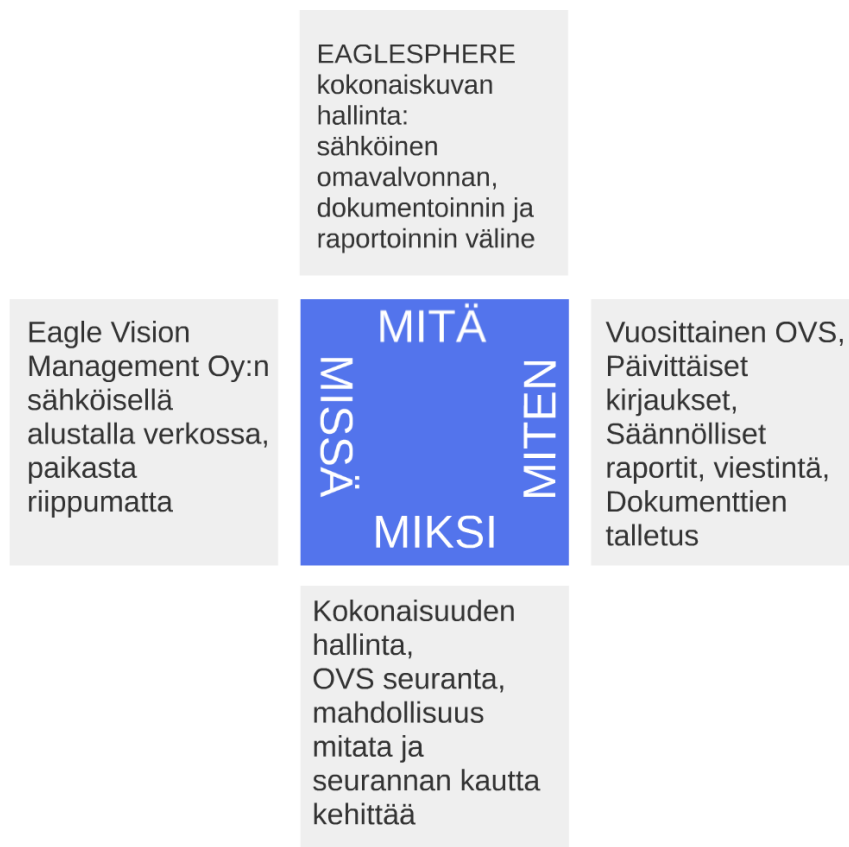 EAGLESPHERE
kokonaiskuvan
hallinta:
sähköinen
omavalvonnan,
dokumentoinnin ja
raportoinnin väline
Eagle Vision
Management Oy:n
sähköisellä
alustalla verkossa,
paikasta
riippumatta
MITÄ
MISSÄ
MITEN
MIKSI
Vuosittainen OVS,
Päivittäiset
kirjaukset,
Säännölliset
raportit, viestintä,
Dokumenttien
talletus
Kokonaisuuden
hallinta,
OVS seuranta,
mahdollisuus
mitata ja
seurannan kautta
kehittää